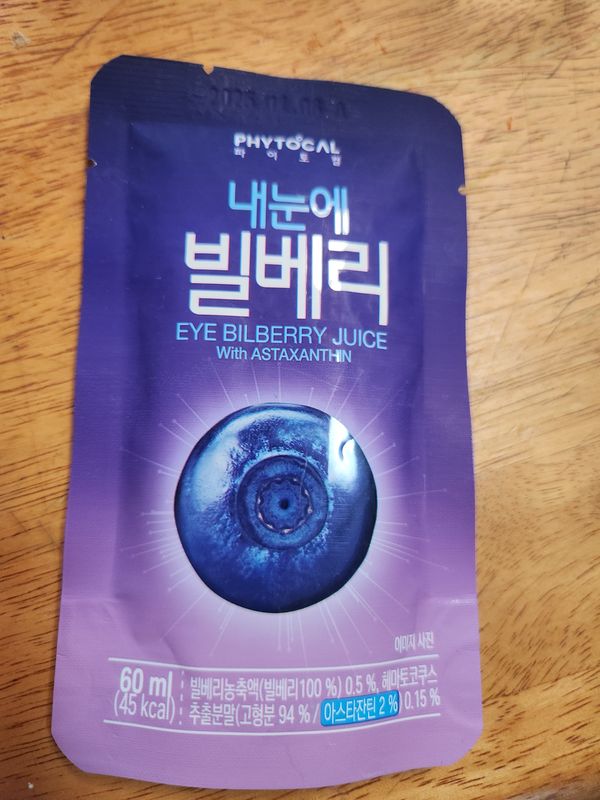 PHYTOCAL
파이토컬
내눈에
빌베리
EYE BILBERRY JUICE
With ASTAXANTHIN
이미지 사진
60 ml
(45 kcal)
빌베리농축액(빌베리100 %) 0.5 %, 헤마토코쿠스
추출분말(고형분 94 % / 아스타잔틴 2 %) 0.15 %